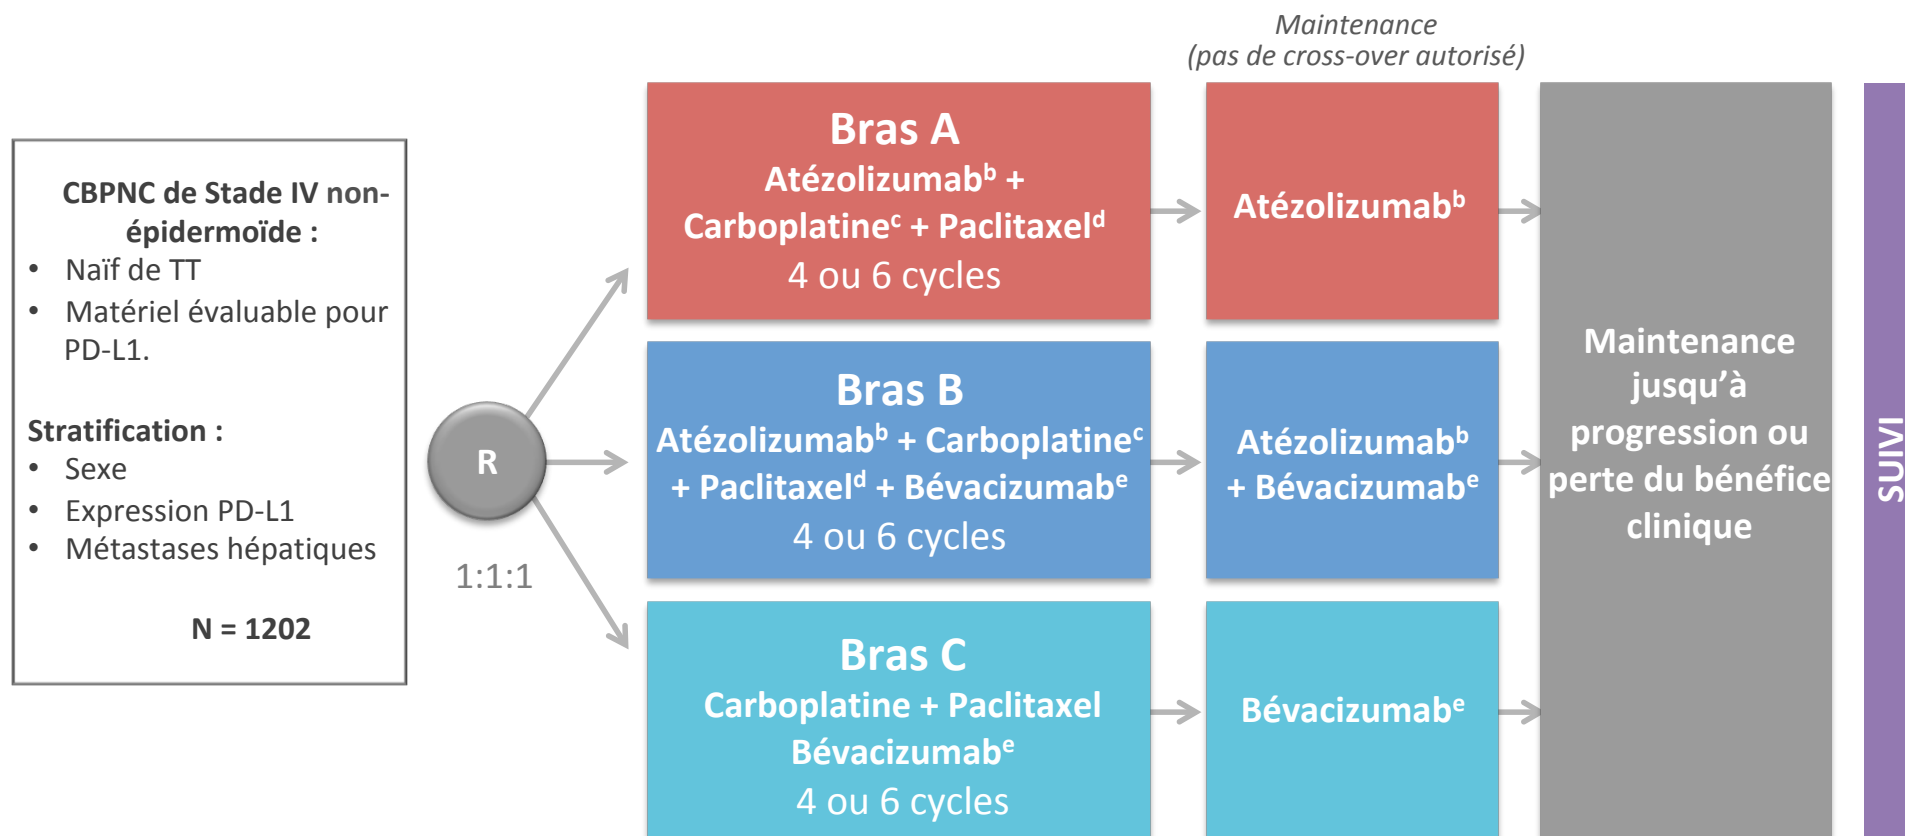 Maintenance
(pas de cross-over autorisé)
CBPNC de Stade IV non-
épidermoïde :
• Naïf de TT
• Matériel évaluable pour
PD-L1.
Stratification :
• Sexe
• Expression PD-L1
• Métastases hépatiques
N = 1202
R
1:1:1
Bras A
Atézolizumabᵇ +
Carboplatineᶜ + Paclitaxelᵈ
4 ou 6 cycles
Atézolizumabᵇ
Bras B
Atézolizumabᵇ + Carboplatineᶜ
+ Paclitaxelᵈ + Bévacizumabᵉ
4 ou 6 cycles
Atézolizumabᵇ
+ Bévacizumabᵉ
Bras C
Carboplatine + Paclitaxel
Bévacizumabᵉ
4 ou 6 cycles
Bévacizumabᵉ
Maintenance
jusqu’à
progression ou
perte du bénéfice
clinique
SUIVI